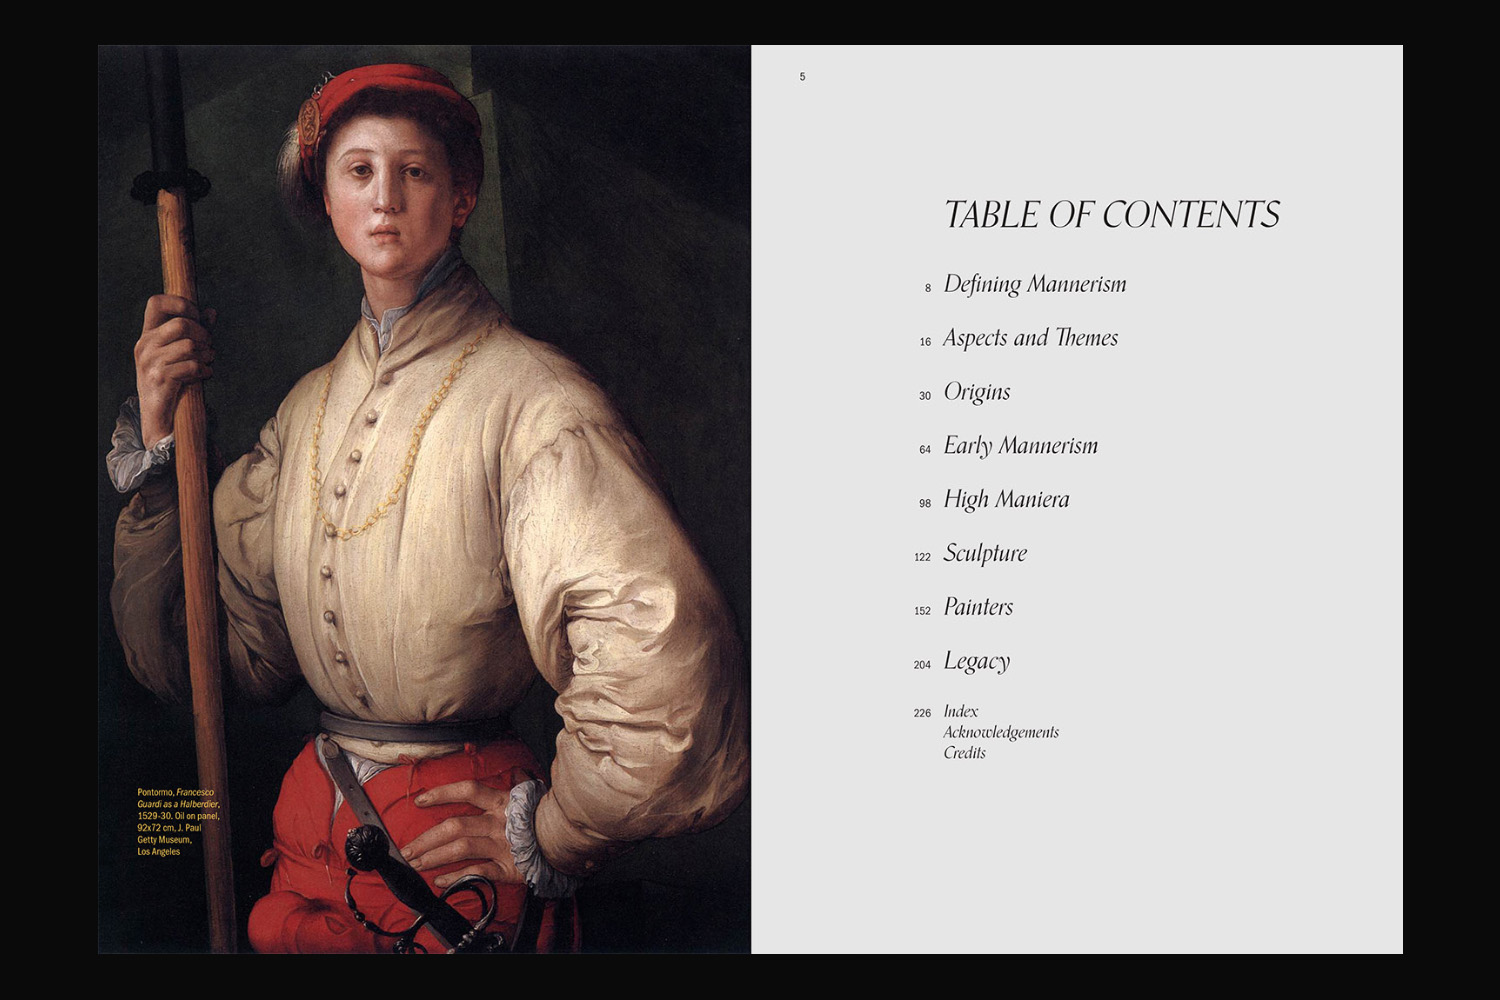 Pontormo, Francesco
Guardi as a Halberdier,
1529-30. Oil on panel,
92x72 cm, J. Paul
Getty Museum,
Los Angeles
5
TABLE OF CONTENTS
8 Defining Mannerism
16 Aspects and Themes
30 Origins
64 Early Mannerism
98 High Maniera
122 Sculpture
152 Painters
204 Legacy
226 Index
Acknowledgements
Credits